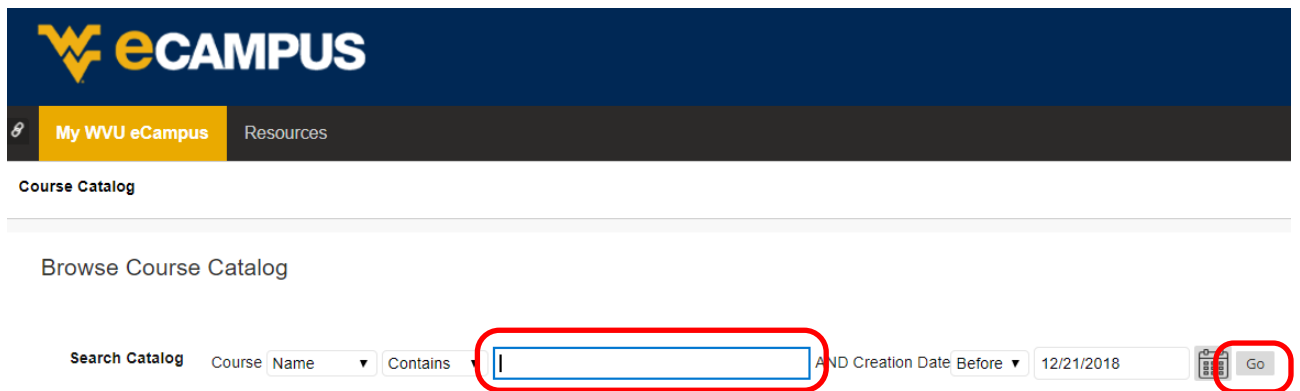 eCAMPUS
My WVU eCampus Resources
Course Catalog
Browse Course Catalog
Search Catalog Course Name Contains AND Creation Date Before 12/21/2018 Go